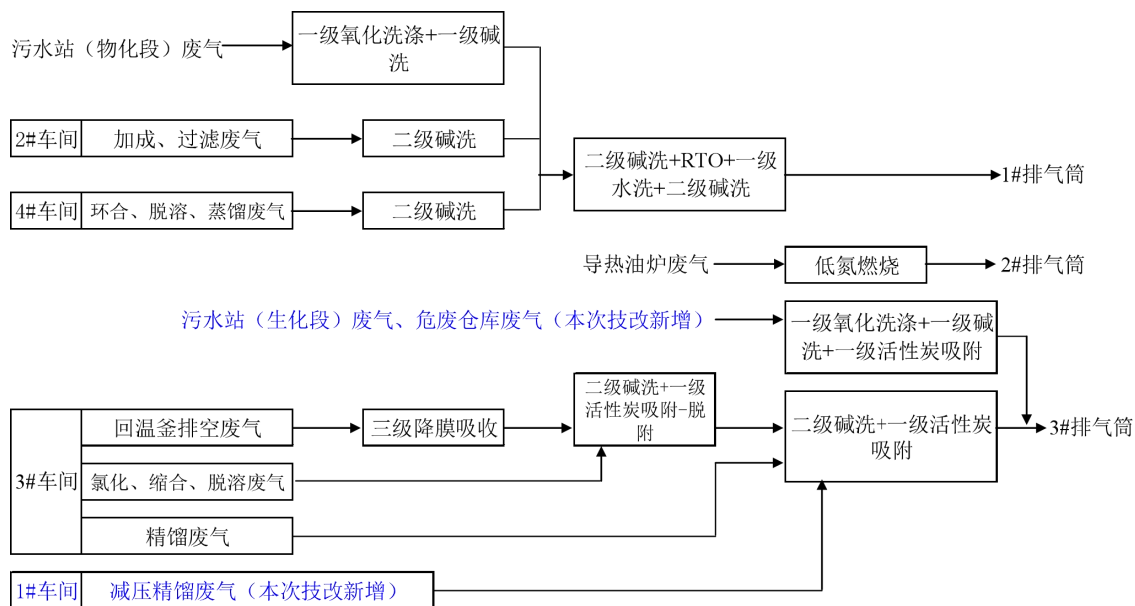 污水站（物化段）废气
一级氧化洗涤+一级碱
洗
2#车间
加成、过滤废气
二级碱洗
4#车间
环合、脱溶、蒸馏废气
二级碱洗
二级碱洗+RTO+一级
水洗+二级碱洗
1#排气筒
导热油炉废气
低氮燃烧
2#排气筒
污水站（生化段）废气、危废仓库废气（本次技改新增）
一级氧化洗涤+一级碱
洗+一级活性炭吸附
3#车间
回温釜排空废气
三级降膜吸收
二级碱洗+一级
活性炭吸附-脱
附
二级碱洗+一级活性炭
吸附
3#排气筒
氯化、缩合、脱溶废气
精馏废气
1#车间
减压精馏废气（本次技改新增）